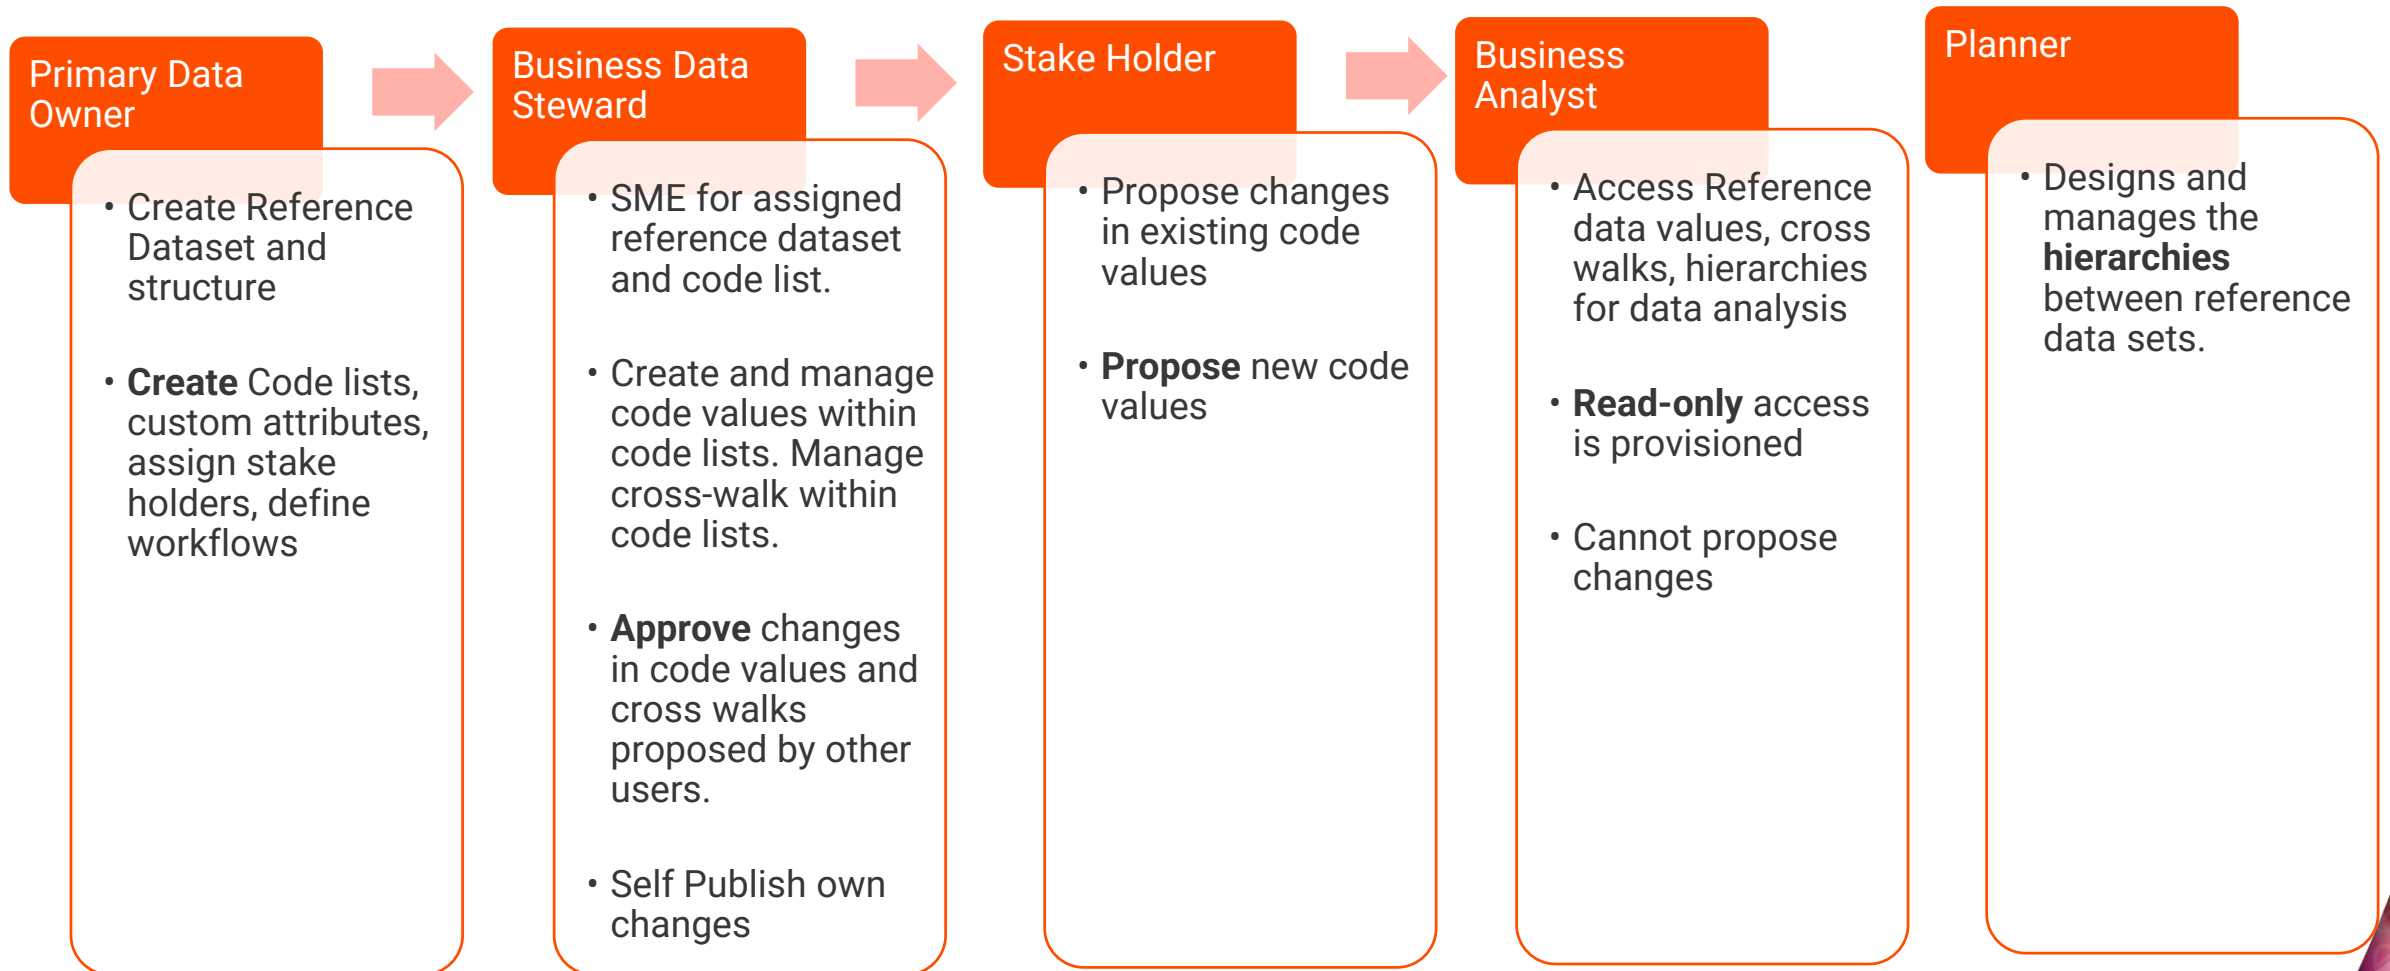 Primary Data
Owner
• Create Reference
Dataset and
structure
• Create Code lists,
custom attributes,
assign stake
holders, define
workflows
Business Data
Steward
• SME for assigned
reference dataset
and code list.
• Create and manage
code values within
code lists. Manage
cross-walk within
code lists.
• Approve changes
in code values and
cross walks
proposed by other
users.
• Self Publish own
changes
Stake Holder
• Propose changes
in existing code
values
• Propose new code
values
Business
Analyst
• Access Reference
data values, cross
walks, hierarchies
for data analysis
• Read-only access
is provisioned
• Cannot propose
changes
Planner
• Designs and
manages the
hierarchies
between reference
data sets.